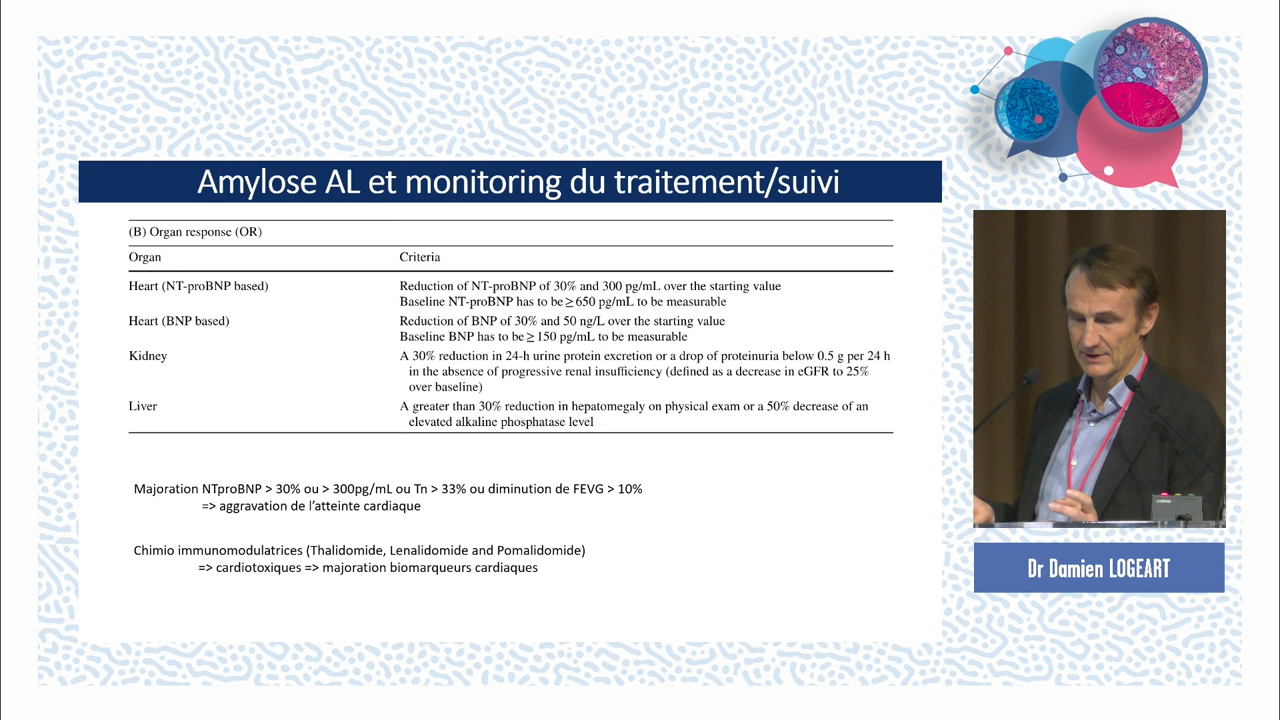 Amylose AL et monitoring du traitement/suivi
(B) Organ response (OR)
Organ Criteria
Heart (NT-proBNP based) Reduction of NT-proBNP of 30% and 300 pg/mL over the starting value
Baseline NT-proBNP has to be ≥ 650 pg/mL to be measurable
Heart (BNP based) Reduction of BNP of 30% and 50 ng/L over the starting value
Baseline BNP has to be ≥ 150 pg/mL to be measurable
Kidney A 30% reduction in 24-h urine protein excretion or a drop of proteinuria below 0.5 g per 24 h
in the absence of progressive renal insufficiency (defined as a decrease in eGFR to 25%
over baseline)
Liver A greater than 30% reduction in hepatomegaly on physical exam or a 50% decrease of an
elevated alkaline phosphatase level
Majoration NTproBNP > 30% ou > 300pg/mL ou Tn > 33% ou diminution de FEVG > 10%
=> aggravation de l'atteinte cardiaque
Chimio immunomodulatrices (Thalidomide, Lenalidomide and Pomalidomide)
=> cardiotoxiques => majoration biomarqueurs cardiaques
Dr Damien LOGEART